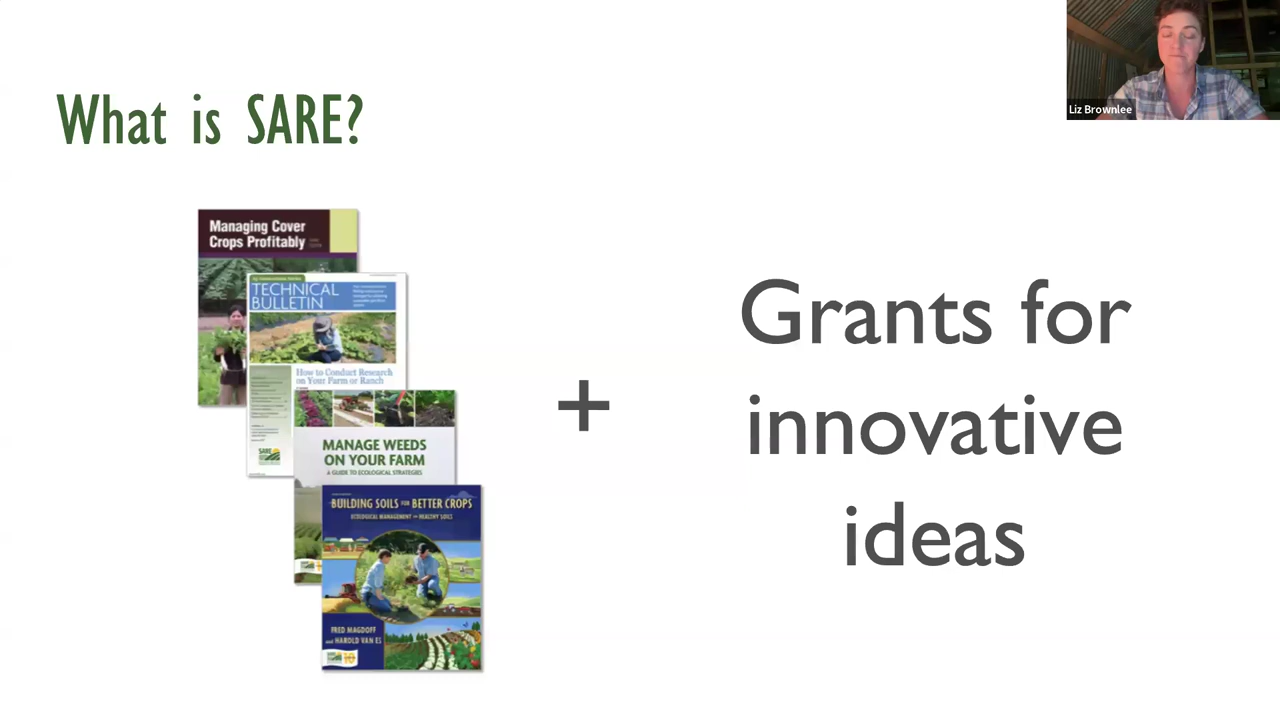 Liz Brownlee
What is SARE?
Managing Cover
Crops Profitably
TECHNICAL
BULLETIN
How to Conduct Research
on Your Farm or Ranch
SARE
MANAGE WEEDS
ON YOUR FARM
A GUIDE TO ECOLOGICAL STRATEGIES
BUILDING SOILS FOR BETTER CROPS
ECOLOGICAL MANAGEMENT FOR HEALTHY SOILS
FRED MAGDOFF
AND HAROLD VAN ES
+
Grants for
innovative
ideas